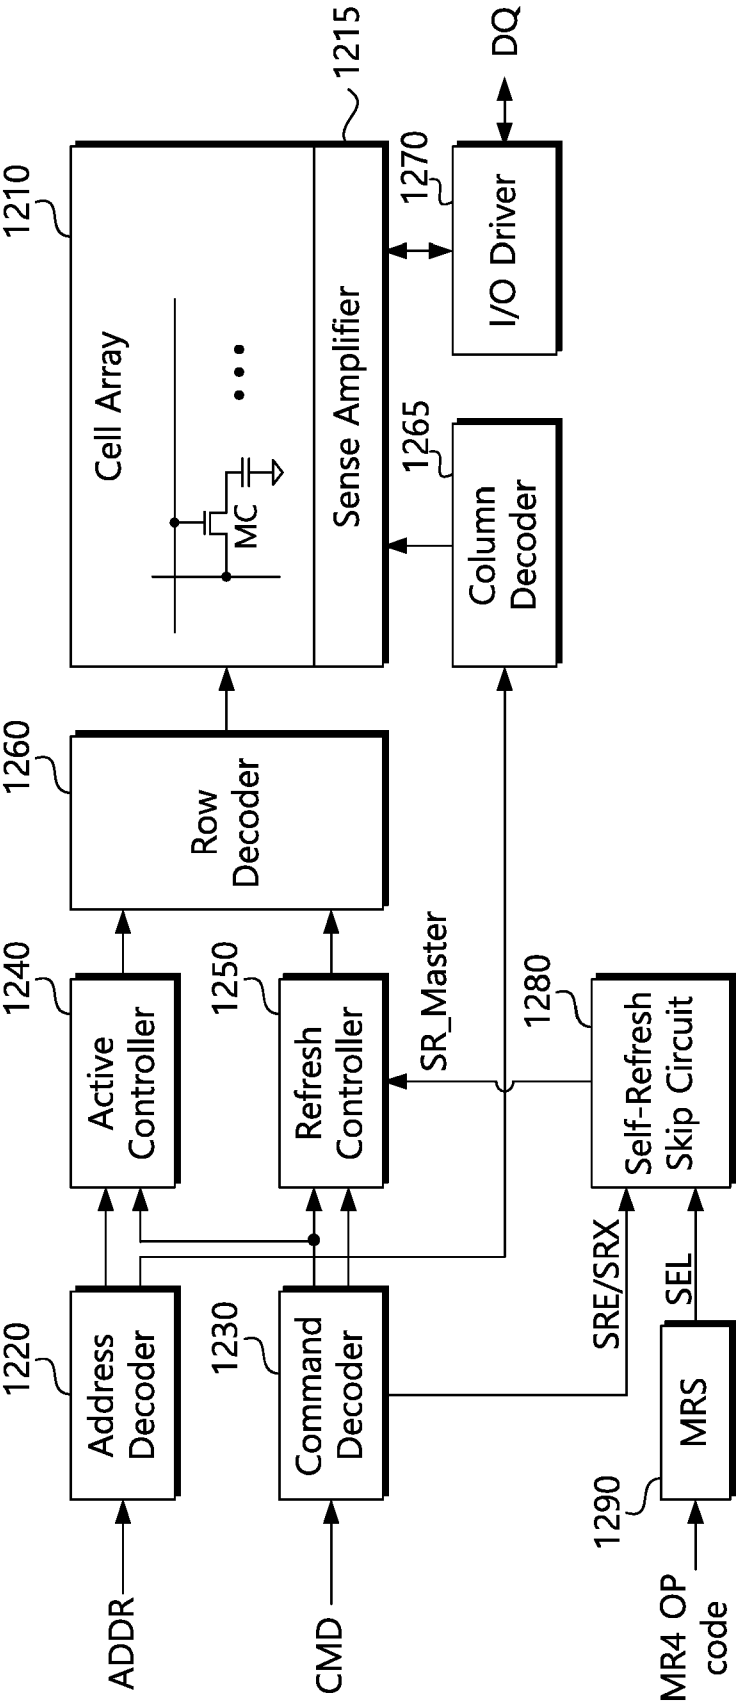 1210
1215
Cell Array
MC
Sense Amplifier
1220
Address
Decoder
ADDR
1230
Command
Decoder
CMD
1240
Active
Controller
1250
Refresh
Controller
1260
Row
Decoder
1265
Column
Decoder
1270
I/O Driver
DQ
SR_Master
1280
Self-Refresh
Skip Circuit
SRE/SRX
SEL
1290
MRS
MR4 OP
code